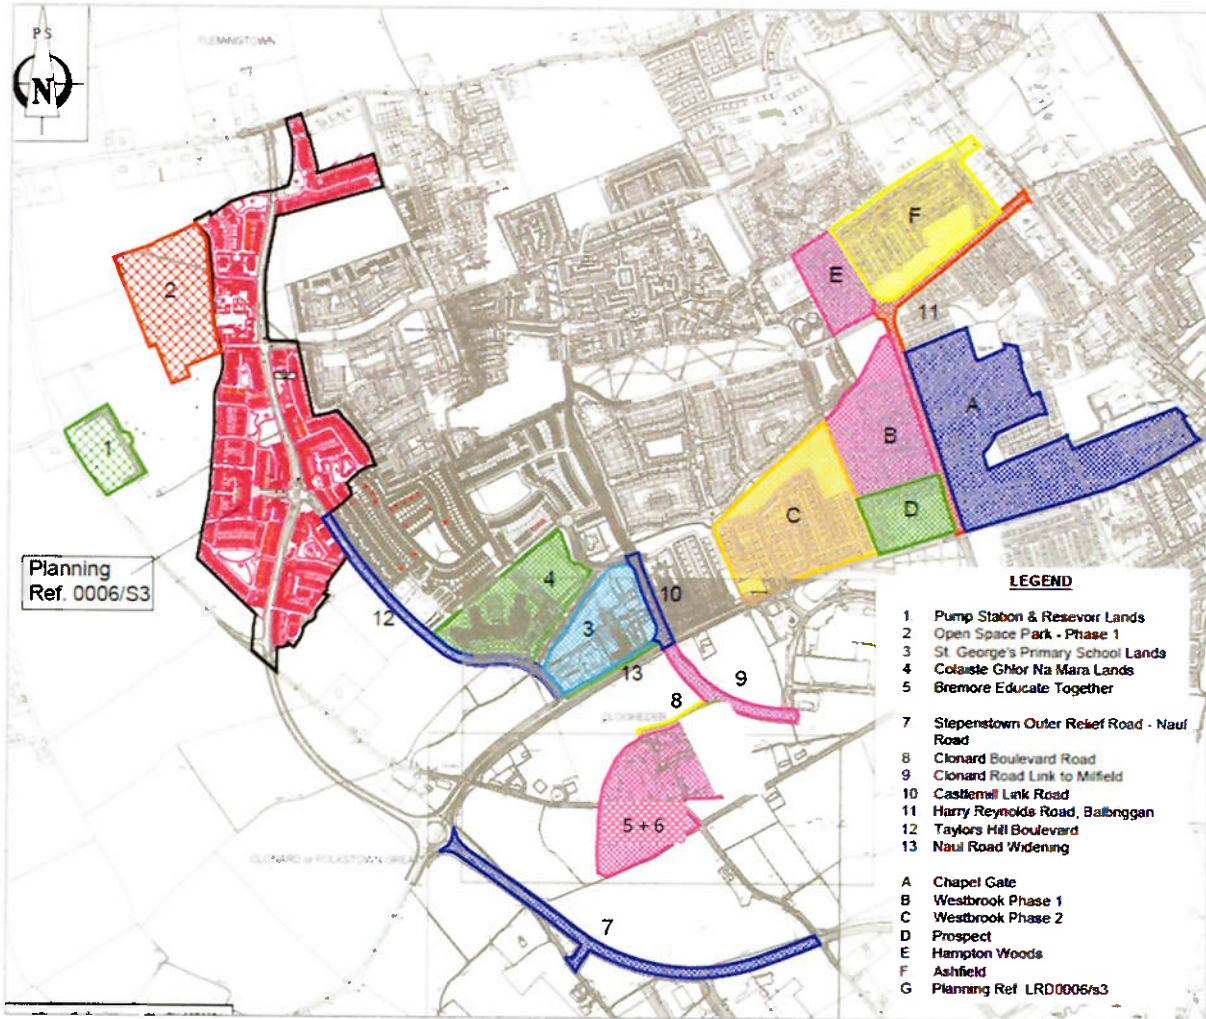 PS
N
FLEMINGTOWN
F
E
2
11
A
1
B
C
D
Planning
Ref. 0006/S3
4
12
10
3
13
9
8
CLOGHEDER
5 + 6
7
LEGEND
1 Pump Station & Resevoir Lands
2 Open Space Park - Phase 1
3 St. George's Primary School Lands
4 Colaiste Ghlor Na Mara Lands
5 Bremore Educate Together
7 Stepenstown Outer Relief Road - Naul
Road
8 Clonard Boulevard Road
9 Clonard Road Link to Milfield
10 Castlemill Link Road
11 Harry Reynolds Road, Balbriggan
12 Taylors Hill Boulevard
13 Naul Road Widening
A Chapel Gate
B Westbrook Phase 1
C Westbrook Phase 2
D Prospect
E Hampton Woods
F Ashfield
G Planning Ref LRD0006/s3
CLONARD or FOLKSTOWN GREAT